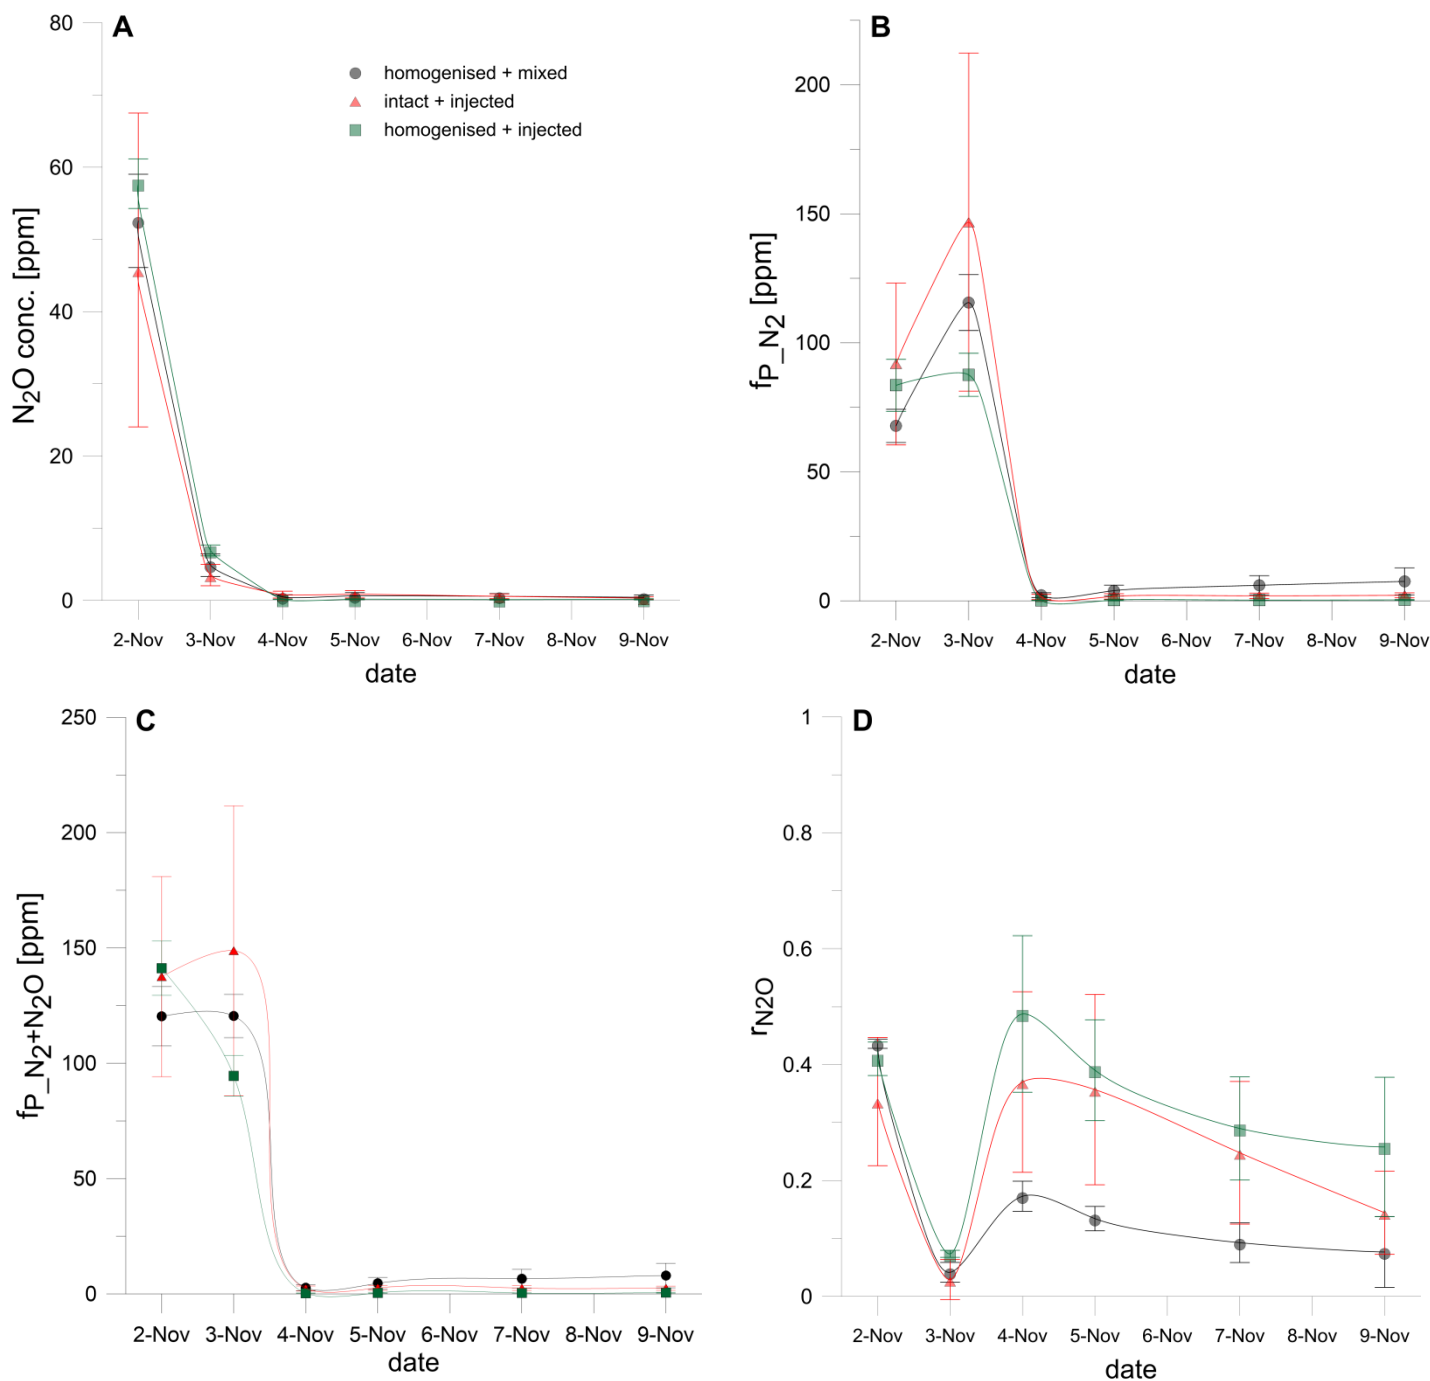 A
80
60
40
20
0
N₂O conc. [ppm]
homogenised + mixed
intact + injected
homogenised + injected
2-Nov 3-Nov 4-Nov 5-Nov 6-Nov 7-Nov 8-Nov 9-Nov
date
B
200
150
100
50
0
fP_N₂ [ppm]
2-Nov 3-Nov 4-Nov 5-Nov 6-Nov 7-Nov 8-Nov 9-Nov
date
C
250
200
150
100
50
0
fP_N₂+N₂O [ppm]
2-Nov 3-Nov 4-Nov 5-Nov 6-Nov 7-Nov 8-Nov 9-Nov
date
D
1
0.8
0.6
0.4
0.2
0
rN2O
2-Nov 3-Nov 4-Nov 5-Nov 6-Nov 7-Nov 8-Nov 9-Nov
date